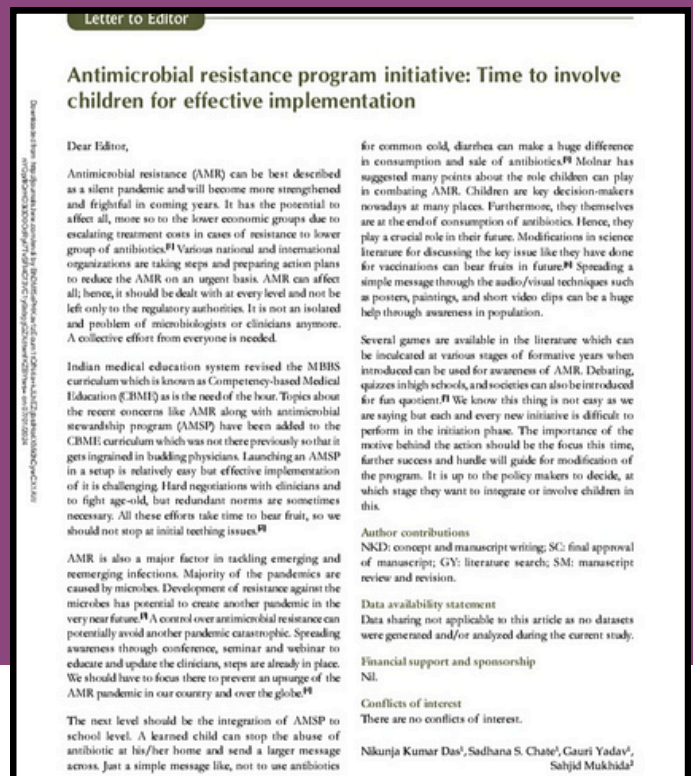 Letter to Editor
Antimicrobial resistance program initiative: Time to involve
children for effective implementation
Dear Editor,
Antimicrobial resistance (AMR) can be best described
as a silent pandemic and will become more strengthened
and frightful in coming years. It has the potential to
affect all, more so to the lower economic groups due to
escalating treatment costs in cases of resistance to lower
group of antibiotics. Various national and international
organizations are taking steps and preparing action plans
to reduce the AMR on an urgent basis. AMR can affect
all; hence, it should be dealt with at every level and not be
left only to the regulatory authorities. It is not an isolated
and problem of microbiologists or clinicians anymore.
A collective effort from everyone is needed.
Indian medical education system revised the MBBS
curriculum which is known as Competency-based Medical
Education (CBME) as is the need of the hour. Topics about
the recent concerns like AMR along with antimicrobial
stewardship program (AMSP) have been added to the
CBME curriculum which was not there previously so that it
gets ingrained in budding physicians. Launching an AMSP
in a setup is relatively easy but effective implementation
of it is challenging. Hard negotiations with clinicians and
to fight age-old, but redundant norms are sometimes
necessary. All these efforts take time to bear fruit, so we
should not stop at initial teething issues.
AMR is also a major factor in tackling emerging and
reemerging infections. Majority of the pandemics are
caused by microbes. Development of resistance against the
microbes has potential to create another pandemic in the
very near future. A control over antimicrobial resistance can
potentially avoid another pandemic catastrophic. Spreading
awareness through conference, seminar and webinar to
educate and update the clinicians, steps are already in place.
We should have to focus there to prevent an upsurge of the
AMR pandemic in our country and over the globe.
The next level should be the integration of AMSP to
school level. A learned child can stop the abuse of
antibiotic at his/her home and send a larger message
across. Just a simple message like, not to use antibiotics
for common cold, diarrhea can make a huge difference
in consumption and sale of antibiotics. Molnar has
suggested many points about the role children can play
in combating AMR. Children are key decision-makers
nowadays at many places. Furthermore, they themselves
are at the end of consumption of antibiotics. Hence, they
play a crucial role in their future. Modifications in science
literature for discussing the key issue like they have done
for vaccinations can bear fruits in future. Spreading a
simple message through the audio/visual techniques such
as posters, paintings, and short video clips can be a huge
help through awareness in population.
Several games are available in the literature which can
be inculcated at various stages of formative years when
introduced can be used for awareness of AMR. Debating,
quizzes in high schools, and societies can also be introduced
for fun quotient. We know this thing is not easy as we
are saying but each and every new initiative is difficult to
perform in the initiation phase. The importance of the
motive behind the action should be the focus this time,
further success and hurdle will guide for modification of
the program. It is up to the policy makers to decide, at
which stage they want to integrate or involve children in
this.
Author contributions
NKD: concept and manuscript writing; SC: final approval
of manuscript; GY: literature search; SM: manuscript
review and revision.
Data availability statement
Data sharing not applicable to this article as no datasets
were generated and/or analyzed during the current study.
Financial support and sponsorship
Nil.
Conflicts of interest
There are no conflicts of interest.
Nikunja Kumar Das, Sadhana S. Chate, Gauri Yadav,
Sahjid Mukhida